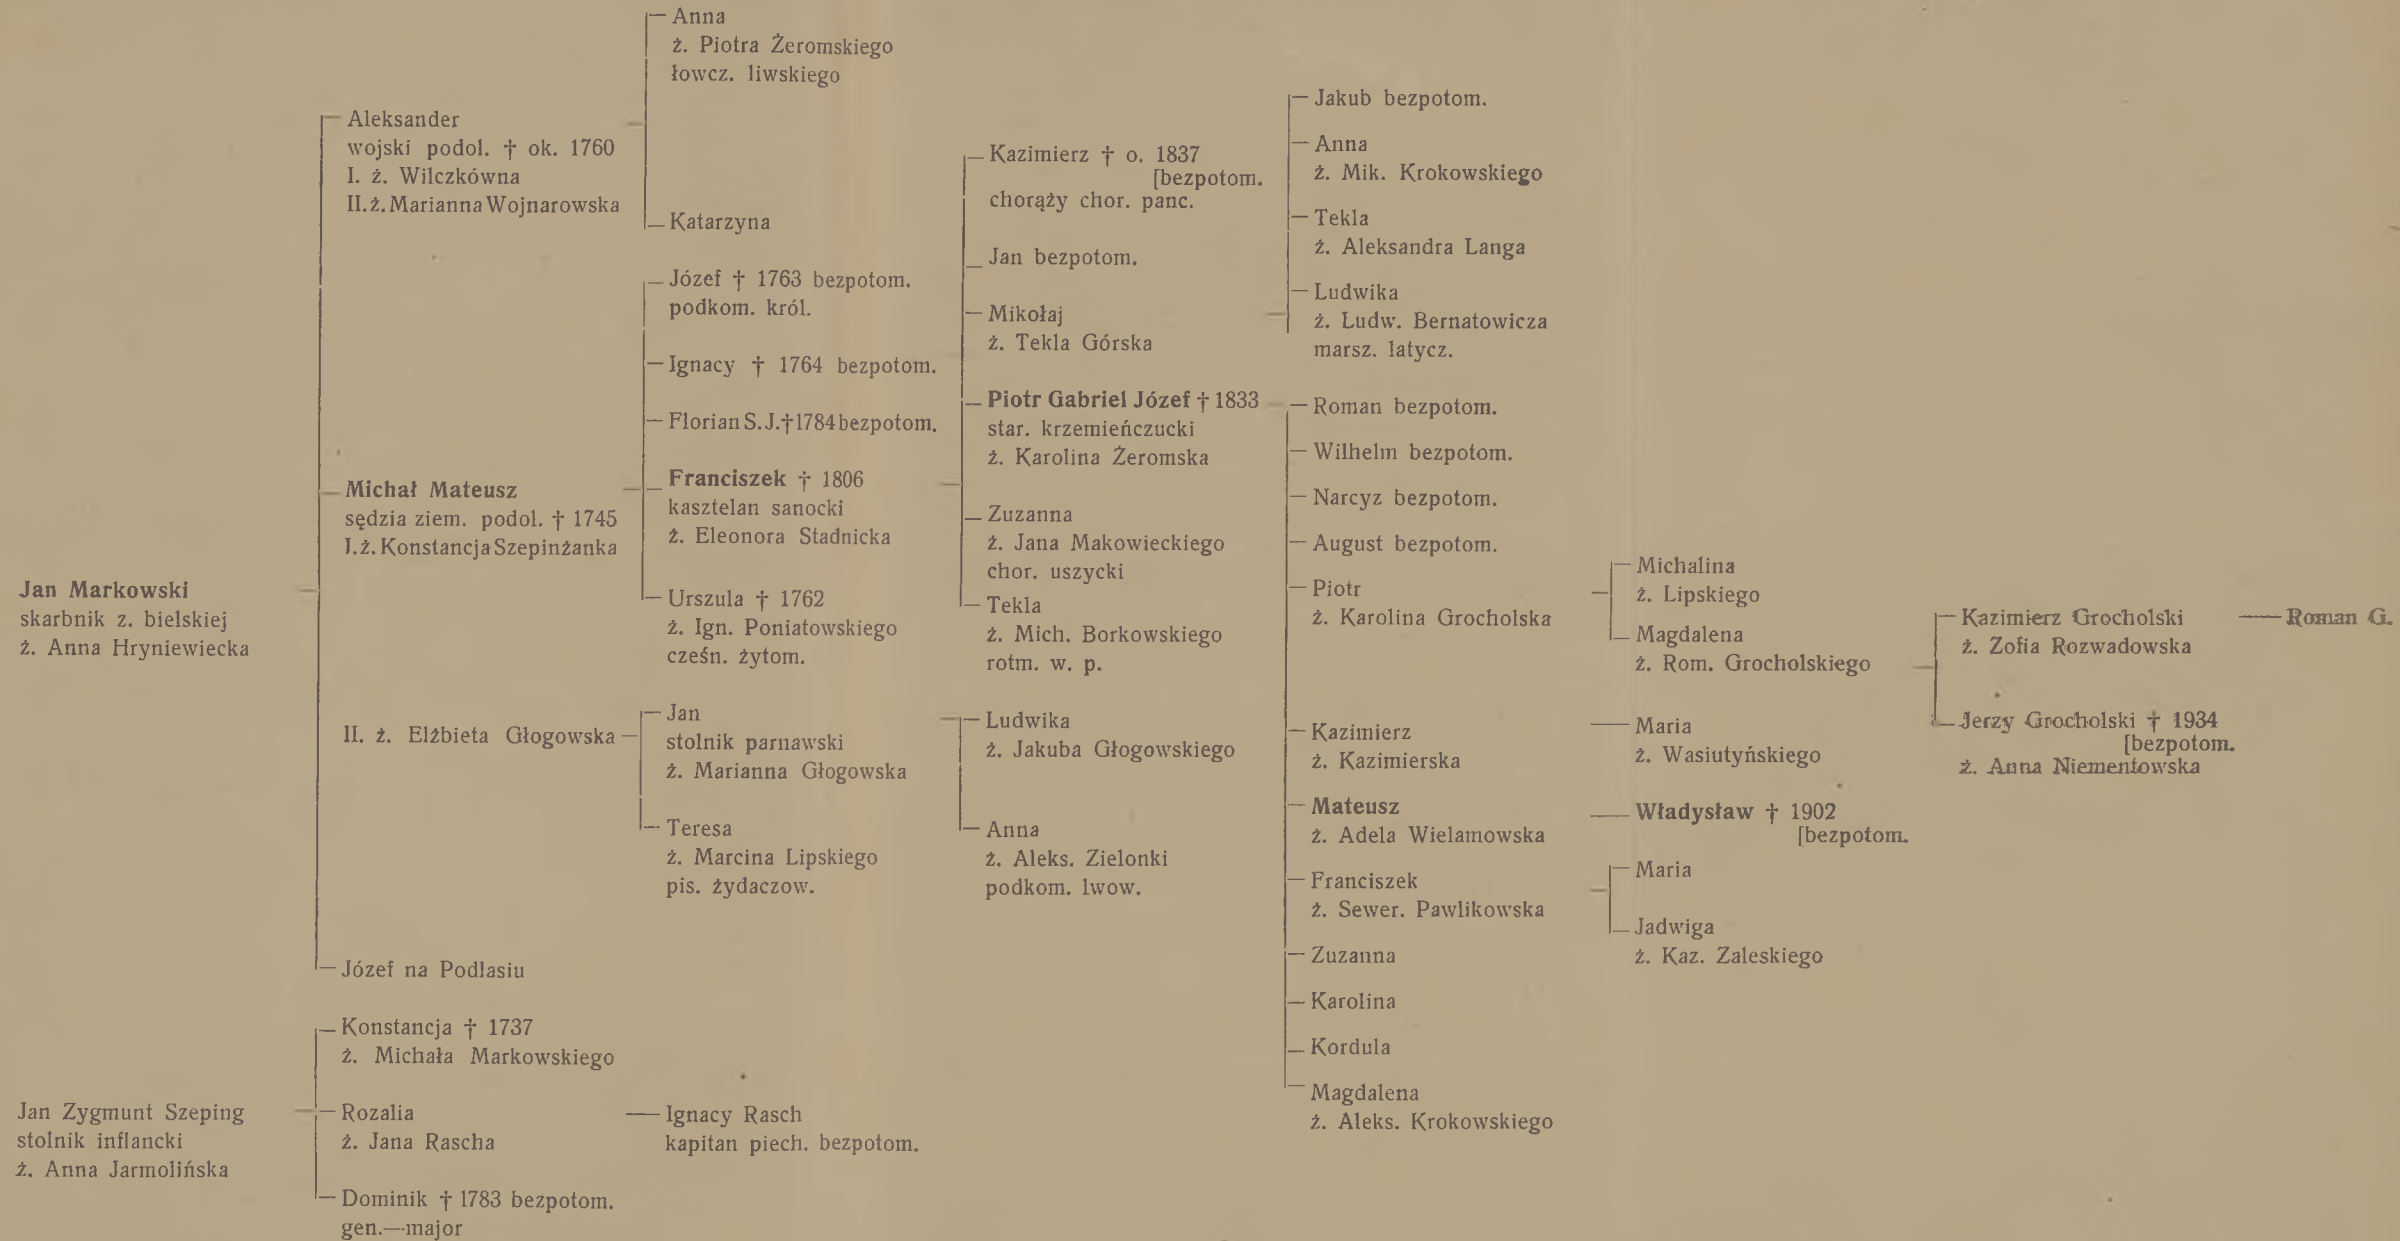 Jan Markowski
skarbnik z. bielskiej
ż. Anna Hryniewiecka
Aleksander
wojski podol. † ok. 1760
I. ż. Wilczkówna
II. ż. Marianna Wojnarowska
Michał Mateusz
sędzia ziem. podol. † 1745
I. ż. Konstancja Szepinżanka
II. ż. Elżbieta Głogowska
Józef na Podlasiu
Anna
ż. Piotra Żeromskiego
łowcz. liwskiego
Katarzyna
Józef † 1763 bezpotom.
podkom. król.
Ignacy † 1764 bezpotom.
Florian S. J. † 1784 bezpotom.
Franciszek † 1806
kasztelan sanocki
ż. Eleonora Stadnicka
Urszula † 1762
ż. Ign. Poniatowskiego
cześn. żytom.
Jan
stolnik parnawski
ż. Marianna Głogowska
Teresa
ż. Marcina Lipskiego
pis. żydaczow.
Kazimierz † o. 1837
[bezpotom.
chorąży chor. panc.
Jan bezpotom.
Mikołaj
ż. Tekla Górska
Piotr Gabriel Józef † 1833
star. krzemieńczucki
ż. Karolina Żeromska
Zuzanna
ż. Jana Makowieckiego
chor. uszycki
Tekla
ż. Mich. Borkowskiego
rotm. w. p.
Ludwika
ż. Jakuba Głogowskiego
Anna
ż. Aleks. Zielonki
podkom. lwow.
Jakub bezpotom.
Anna
ż. Mik. Krokowskiego
Tekla
ż. Aleksandra Langa
Ludwika
ż. Ludw. Bernatowicza
marsz. latycz.
Roman bezpotom.
Wilhelm bezpotom.
Narcyz bezpotom.
August bezpotom.
Piotr
ż. Karolina Grocholska
Kazimierz
ż. Kazimierska
Mateusz
ż. Adela Wielamowska
Franciszek
ż. Sewer. Pawlikowska
Zuzanna
Karolina
Kordula
Magdalena
ż. Aleks. Krokowskiego
Michalina
ż. Lipskiego
Magdalena
ż. Rom. Grocholskiego
Maria
ż. Wasiutyńskiego
Władysław † 1902
[bezpotom.
Maria
Jadwiga
ż. Kaz. Zaleskiego
Kazimierz Grocholski
ż. Zofia Rozwadowska
Jerzy Grocholski † 1934
[bezpotom.
ż. Anna Niementowska
Roman G.
Jan Zygmunt Szeping
stolnik inflancki
ż. Anna Jarmolińska
Konstancja † 1737
ż. Michała Markowskiego
Rozalia
ż. Jana Rascha
Dominik † 1783 bezpotom.
gen.—major
Ignacy Rasch
kapitan piech. bezpotom.